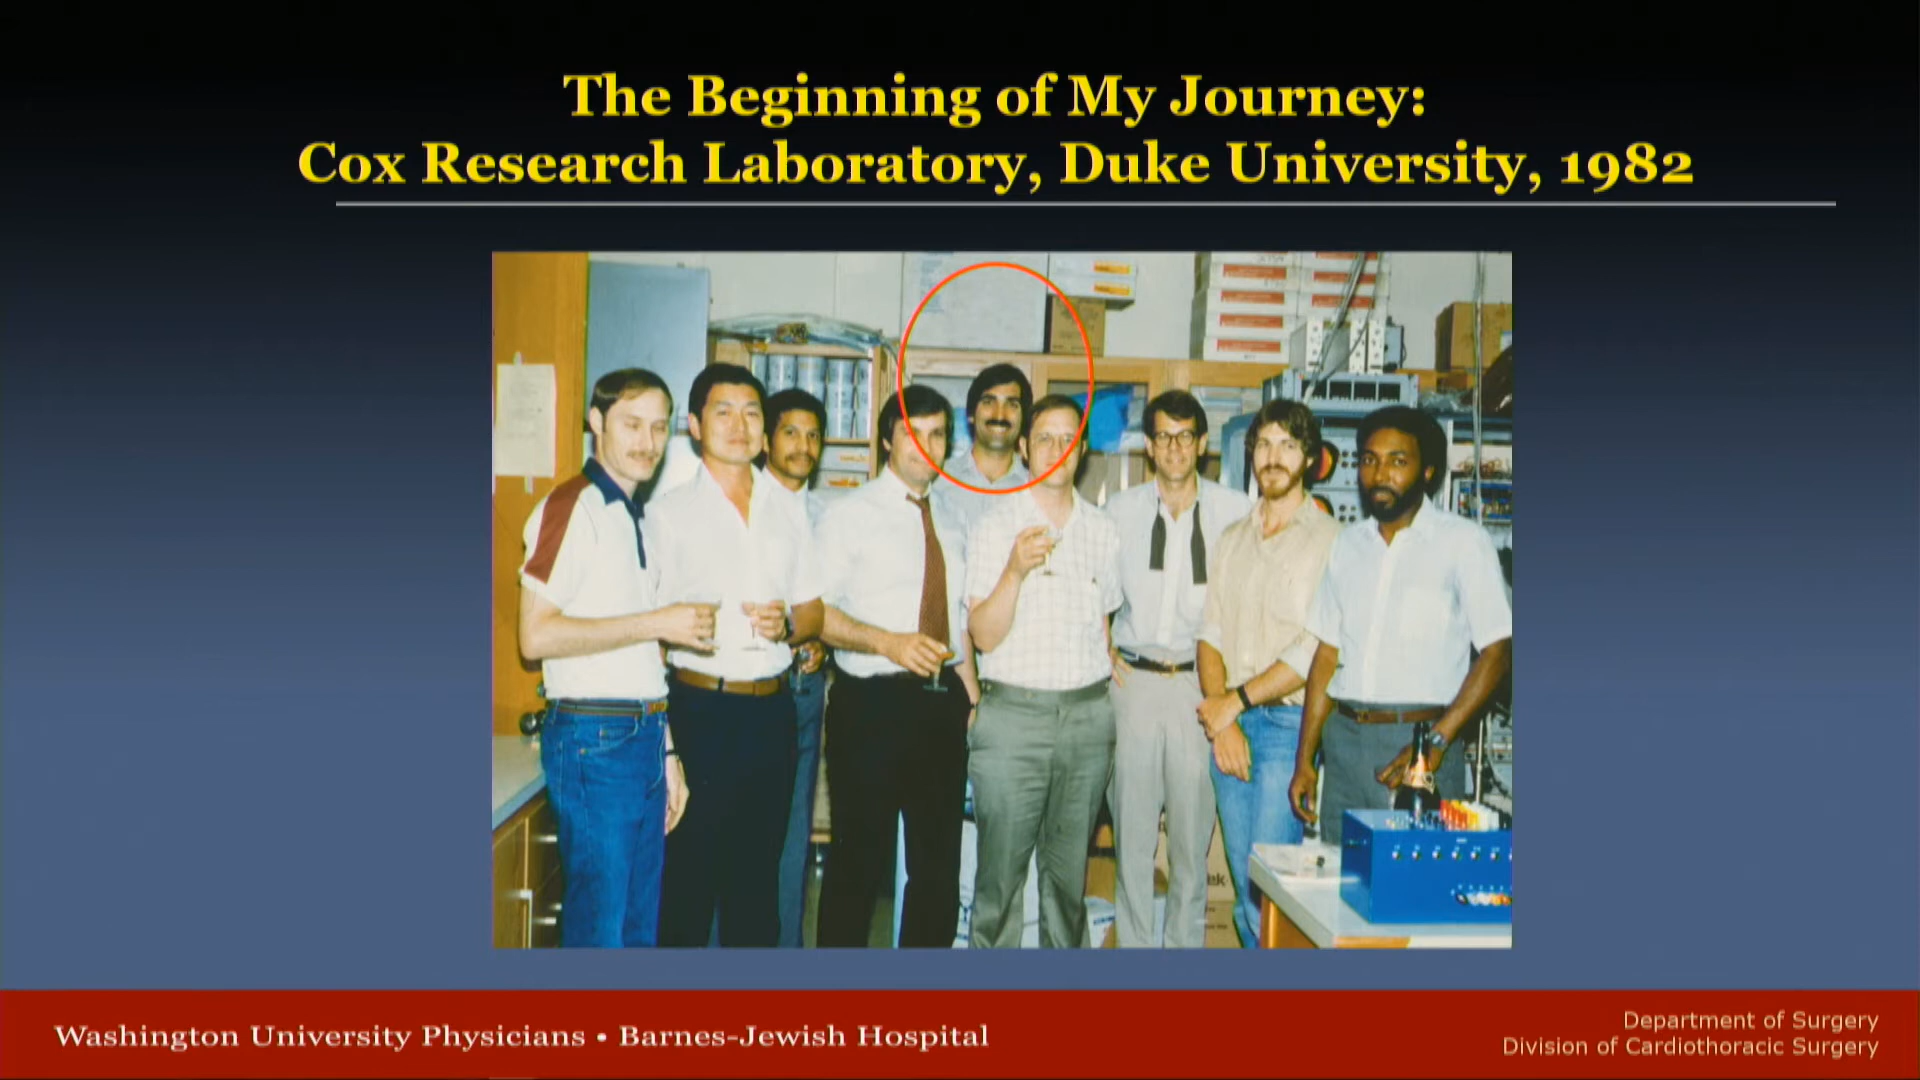 The Beginning of My Journey:
Cox Research Laboratory, Duke University, 1982
Washington University Physicians • Barnes-Jewish Hospital
Department of Surgery
Division of Cardiothoracic Surgery